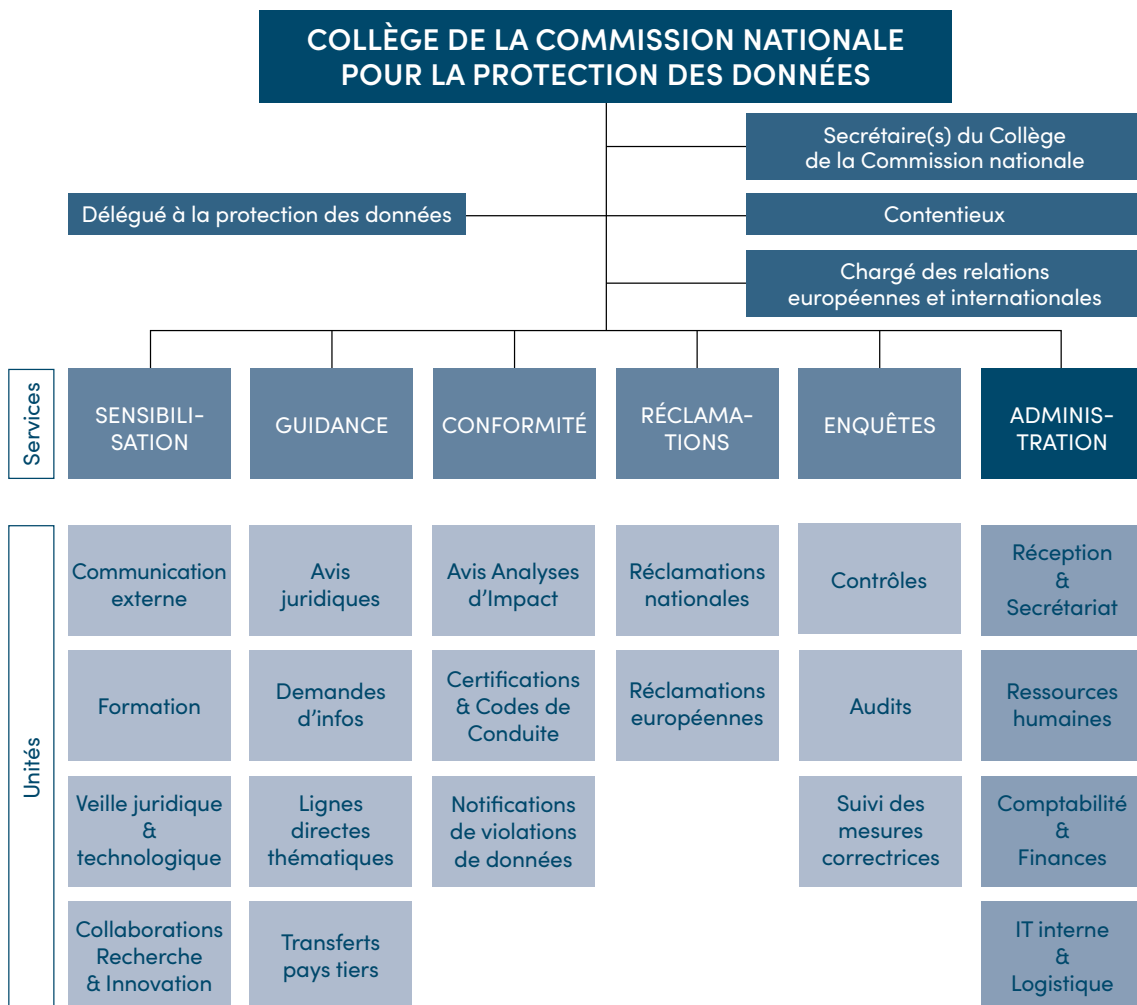 COLLÈGE DE LA COMMISSION NATIONALE
POUR LA PROTECTION DES DONNÉES
Secrétaire(s) du Collège
de la Commission nationale
Délégué à la protection des données
Contentieux
Chargé des relations
européennes et internationales
Services
SENSIBILI-
SATION
GUIDANCE
CONFORMITÉ
RÉCLAMA-
TIONS
ENQUÊTES
ADMINIS-
TRATION
Unités
Communication
externe
Avis
juridiques
Avis Analyses
d’Impact
Réclamations
nationales
Contrôles
Réception
&
Secrétariat
Formation
Demandes
d’infos
Certifications
& Codes de
Conduite
Réclamations
européennes
Audits
Ressources
humaines
Veille juridique
&
technologique
Lignes
directes
thématiques
Notifications
de violations
de données
Suivi des
mesures
correctrices
Comptabilité
&
Finances
Collaborations
Recherche
& Innovation
Transferts
pays tiers
IT interne
&
Logistique